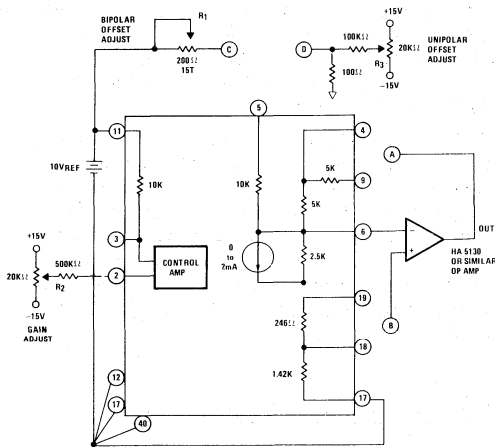 BIPOLAR
OFFSET
ADJUST
R1
200Ω
15T
C
D
100KΩ
R3
100Ω
+15V
20KΩ
-15V
UNIPOLAR
OFFSET
ADJUST
5
11
4
A
10VREF
10K
10K
5K
9
5K
3
6
-
OUT
+15V
0
to
2mA
2.5K
+
HA 5130
OR SIMILAR
OP AMP
20KΩ
500KΩ
R2
2
CONTROL
AMP
B
-15V
GAIN
ADJUST
19
246Ω
18
1.42K
12
17
17
40